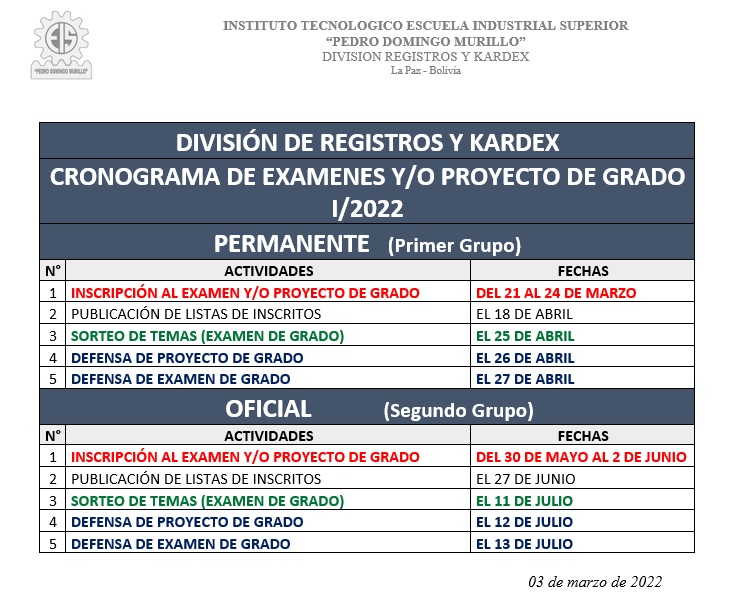 INSTITUTO TECNOLOGICO ESCUELA INDUSTRIAL SUPERIOR
“PEDRO DOMINGO MURILLO”
DIVISION REGISTROS Y KARDEX
La Paz - Bolivia
EIS
"PEDRO DOMINGO MURILLO"
DIVISIÓN DE REGISTROS Y KARDEX
CRONOGRAMA DE EXAMENES Y/O PROYECTO DE GRADO
I/2022
PERMANENTE (Primer Grupo)
N° ACTIVIDADES FECHAS
1 INSCRIPCIÓN AL EXAMEN Y/O PROYECTO DE GRADO DEL 21 AL 24 DE MARZO
2 PUBLICACIÓN DE LISTAS DE INSCRITOS EL 18 DE ABRIL
3 SORTEO DE TEMAS (EXAMEN DE GRADO) EL 25 DE ABRIL
4 DEFENSA DE PROYECTO DE GRADO EL 26 DE ABRIL
5 DEFENSA DE EXAMEN DE GRADO EL 27 DE ABRIL
OFICIAL (Segundo Grupo)
N° ACTIVIDADES FECHAS
1 INSCRIPCIÓN AL EXAMEN Y/O PROYECTO DE GRADO DEL 30 DE MAYO AL 2 DE JUNIO
2 PUBLICACIÓN DE LISTAS DE INSCRITOS EL 27 DE JUNIO
3 SORTEO DE TEMAS (EXAMEN DE GRADO) EL 11 DE JULIO
4 DEFENSA DE PROYECTO DE GRADO EL 12 DE JULIO
5 DEFENSA DE EXAMEN DE GRADO EL 13 DE JULIO
03 de marzo de 2022